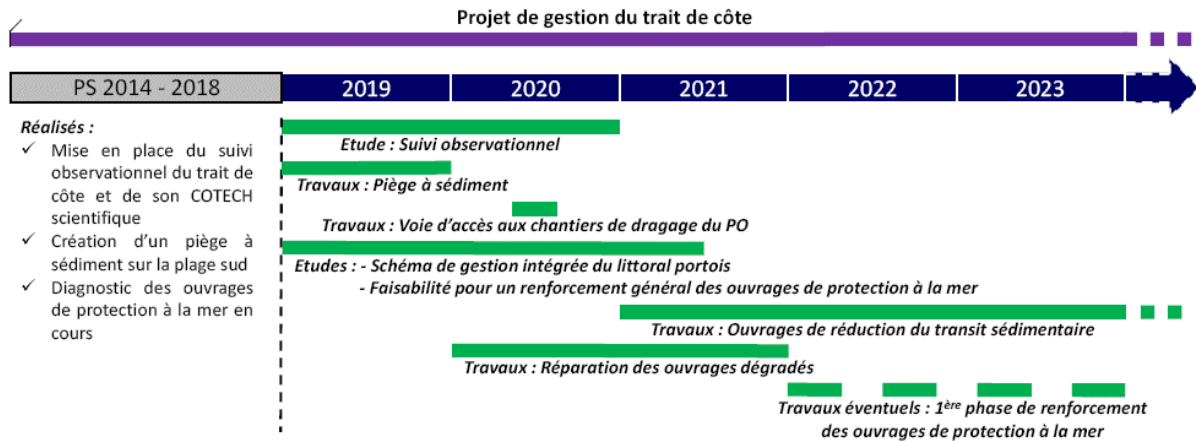 Projet de gestion du trait de côte
PS 2014 - 2018
2019
2020
2021
2022
2023
Réalisés :
✓ Mise en place du suivi
observationnel du trait de
côte et de son COTECH
scientifique
✓ Création d'un piège à
sédiment sur la plage sud
✓ Diagnostic des ouvrages
de protection à la mer en
cours
Etude : Suivi observationnel
Travaux : Piège à sédiment
Travaux : Voie d'accès aux chantiers de dragage du PO
Etudes : - Schéma de gestion intégrée du littoral portois
- Faisabilité pour un renforcement général des ouvrages de protection à la mer
Travaux : Ouvrages de réduction du transit sédimentaire
Travaux : Réparation des ouvrages dégradés
Travaux éventuels : 1ère phase de renforcement
des ouvrages de protection à la mer